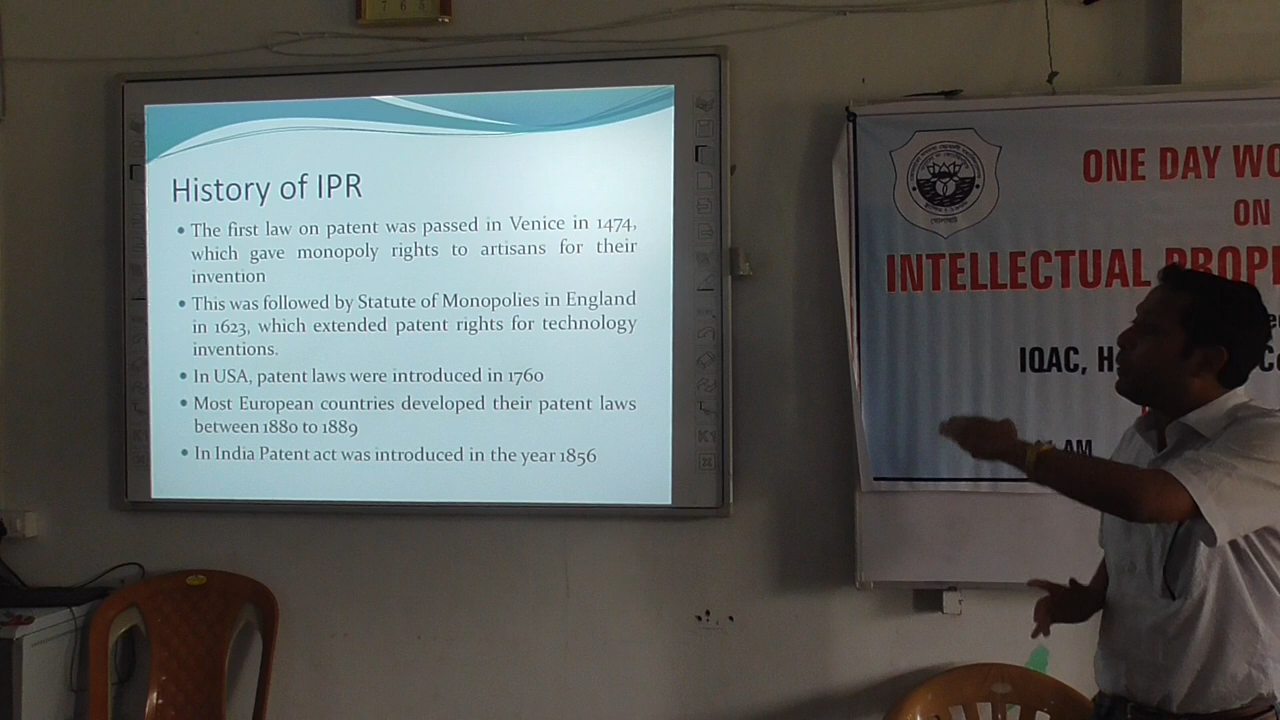 7 6 5
History of IPR
• The first law on patent was passed in Venice in 1474,
which gave monopoly rights to artisans for their
invention
• This was followed by Statute of Monopolies in England
in 1623, which extended patent rights for technology
inventions.
• In USA, patent laws were introduced in 1760
• Most European countries developed their patent laws
between 1880 to 1889
• In India Patent act was introduced in the year 1856
ONE DAY WO
ON
INTELLECTUAL PROPE
IQAC, H
AM